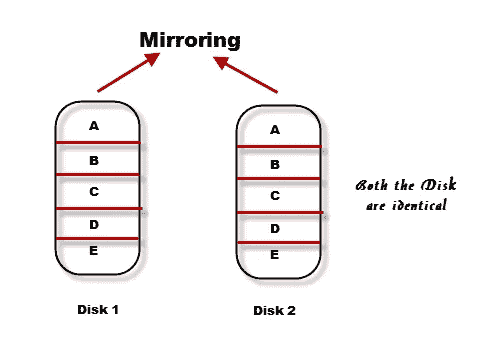 Mirroring
A
B
C
D
E
Disk 1
A
B
C
D
E
Disk 2
Both the Disk
are identical